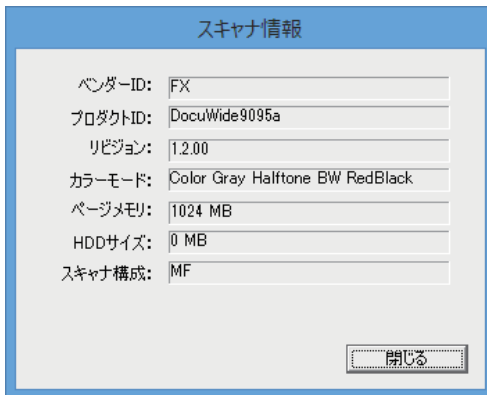 スキャナ情報
ベンダーID: FX
プロダクトID: DocuWide9095a
リビジョン: 1.2.00
カラーモード: Color Gray Halftone BW RedBlack
ページメモリ: 1024 MB
HDDサイズ: 0 MB
スキャナ構成: MF
閉じる